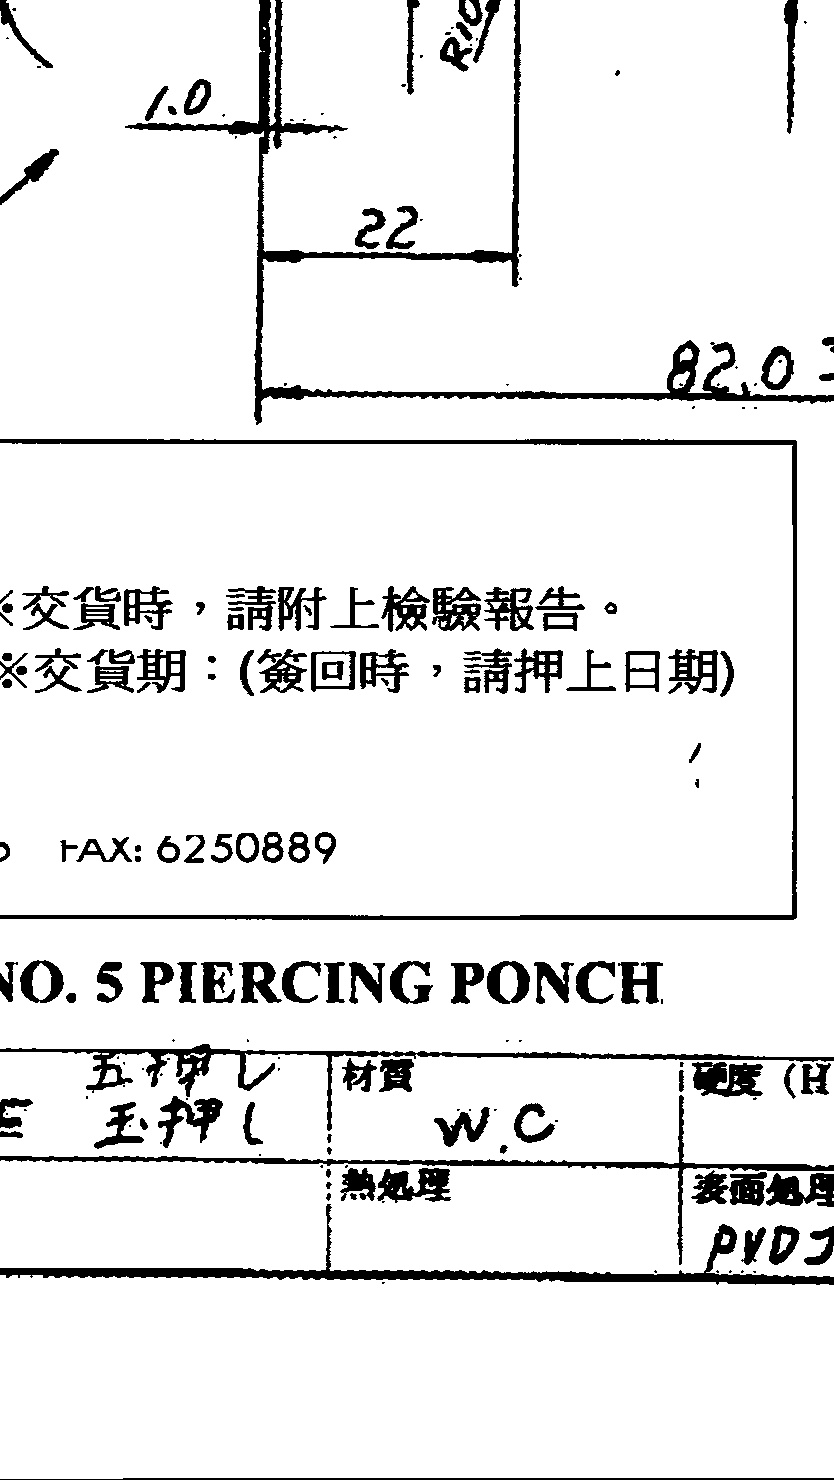 R10
1.0
22
82.0
※交貨時，請附上檢驗報告。
※交貨期：(簽回時，請押上日期)
FAX: 6250889
NO. 5 PIERCING PONCH
五押し 材質 硬度 (H
玉押し W.C
熱処理 表面処理
PVD